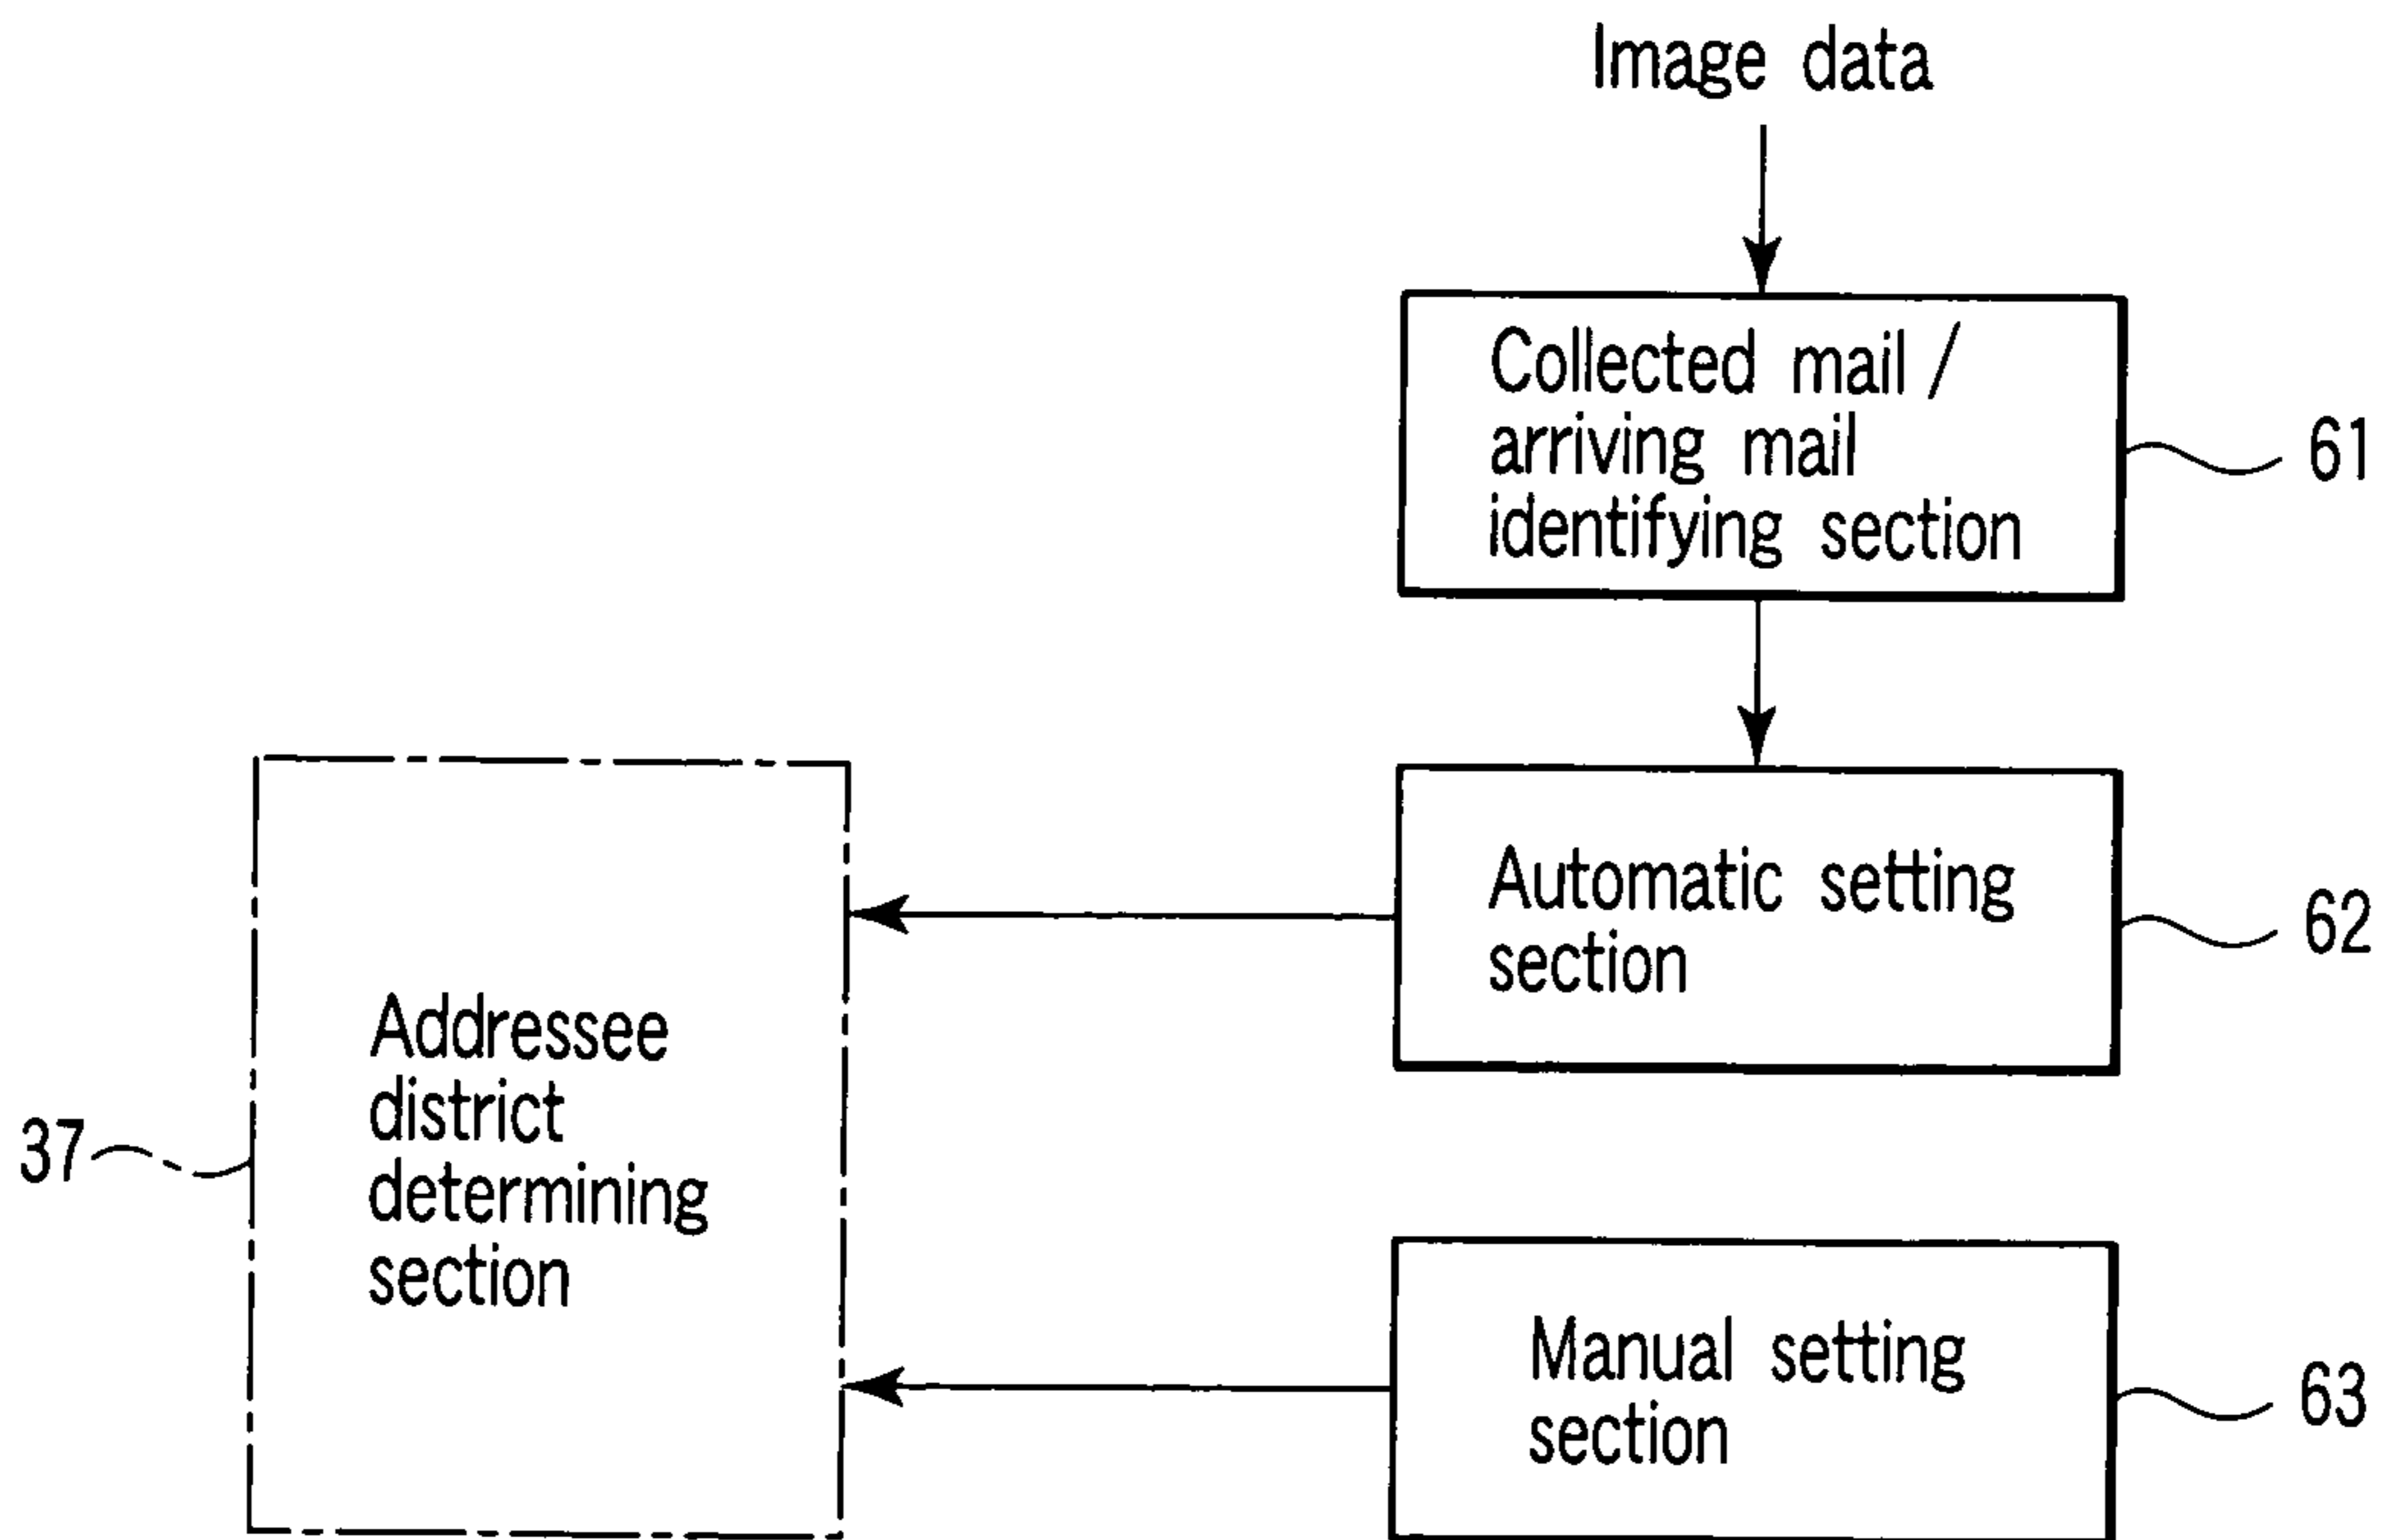 Image data
Collected mail /
arriving mail
identifying section
61
Automatic setting
section
62
Addressee
district
determining
section
37
Manual setting
section
63